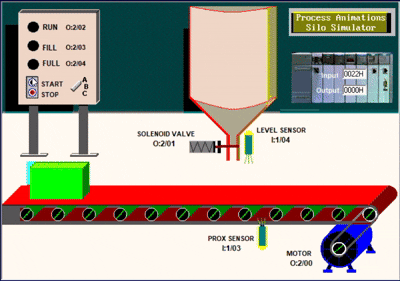 Process Animations
Silo Simulator
RUN O:2/02
FILL O:2/03
FULL O:2/04
START
STOP
A
B
C
Input 0022H
Output 0000H
SOLENOID VALVE
O:2/01
LEVEL SENSOR
I:1/04
PROX SENSOR
I:1/03
MOTOR
O:2/00